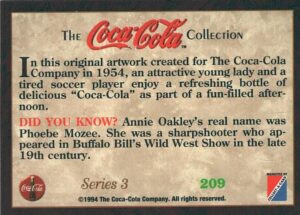 The Coca-Cola Collection
In this original artwork created for The Coca-Cola
Company in 1954, an attractive young lady and a
tired soccer player enjoy a refreshing bottle of
delicious "Coca-Cola" as part of a fun-filled after-
noon.
DID YOU KNOW? Annie Oakley's real name was
Phoebe Mozee. She was a sharpshooter who ap-
peared in Buffalo Bill's Wild West Show in the
late 19th century.
Coca-Cola
Series 3
209
©1994 The Coca-Cola Company. All rights reserved.